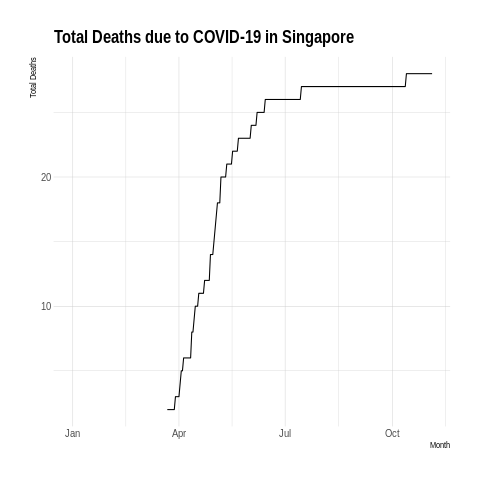 Total Deaths due to COVID-19 in Singapore
Total Deaths
20
10
Jan Apr Jul Oct
Month